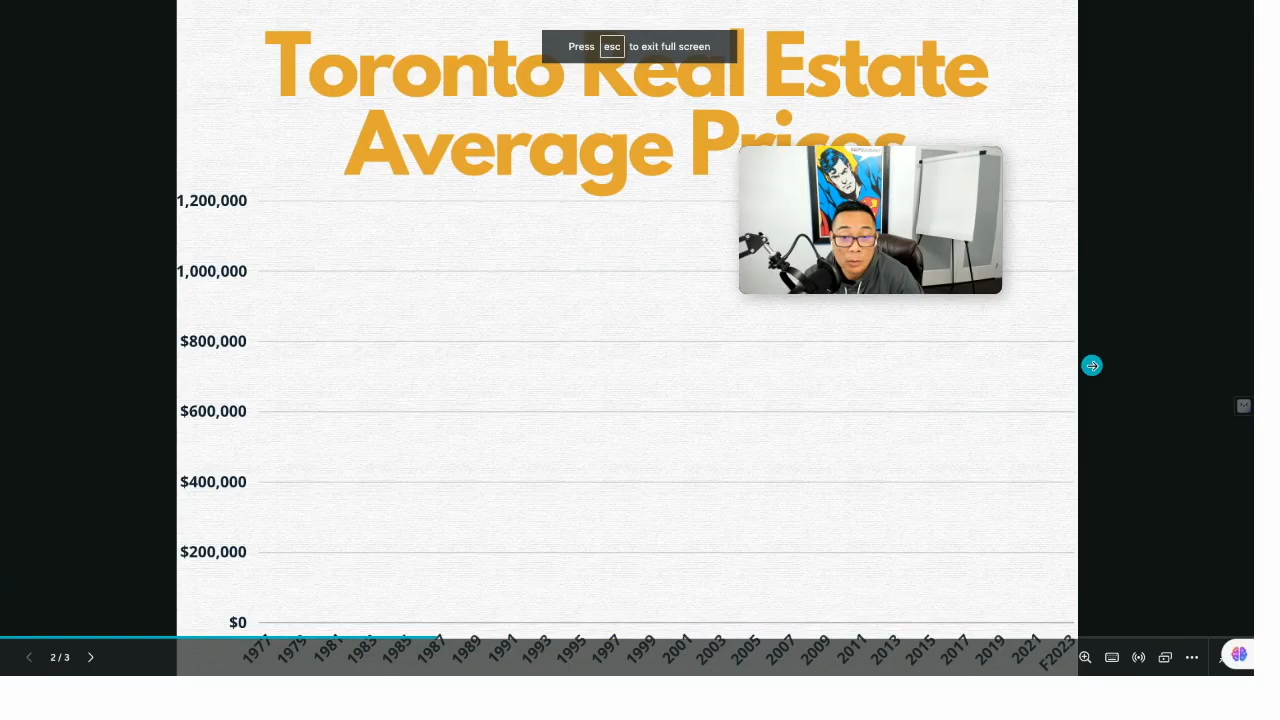 Toronto Real Estate
Press esc to exit full screen
Average Prices
1,200,000
1,000,000
$800,000
$600,000
$400,000
$200,000
$0
1977 1979 1981 1983 1985 1987 1989 1991 1993 1995 1997 1999 2001 2003 2005 2007 2009 2011 2013 2015 2017 2019 2021 F2023
2 / 3